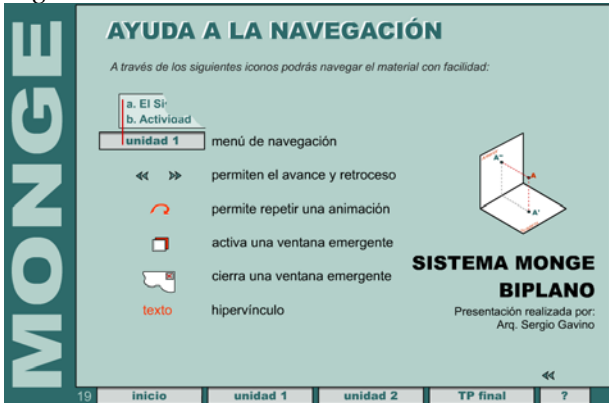 MONGE
AYUDA A LA NAVEGACIÓN
A través de los siguientes iconos podrás navegar el material con facilidad:
a. El Si
b. Actividad
unidad 1
menú de navegación
permiten el avance y retroceso
permite repetir una animación
activa una ventana emergente
cierra una ventana emergente
texto hipervínculo
A''
A
A'
SISTEMA MONGE
BIPLANO
Presentación realizada por:
Arq. Sergio Gavino
19 inicio unidad 1 unidad 2 TP final ?